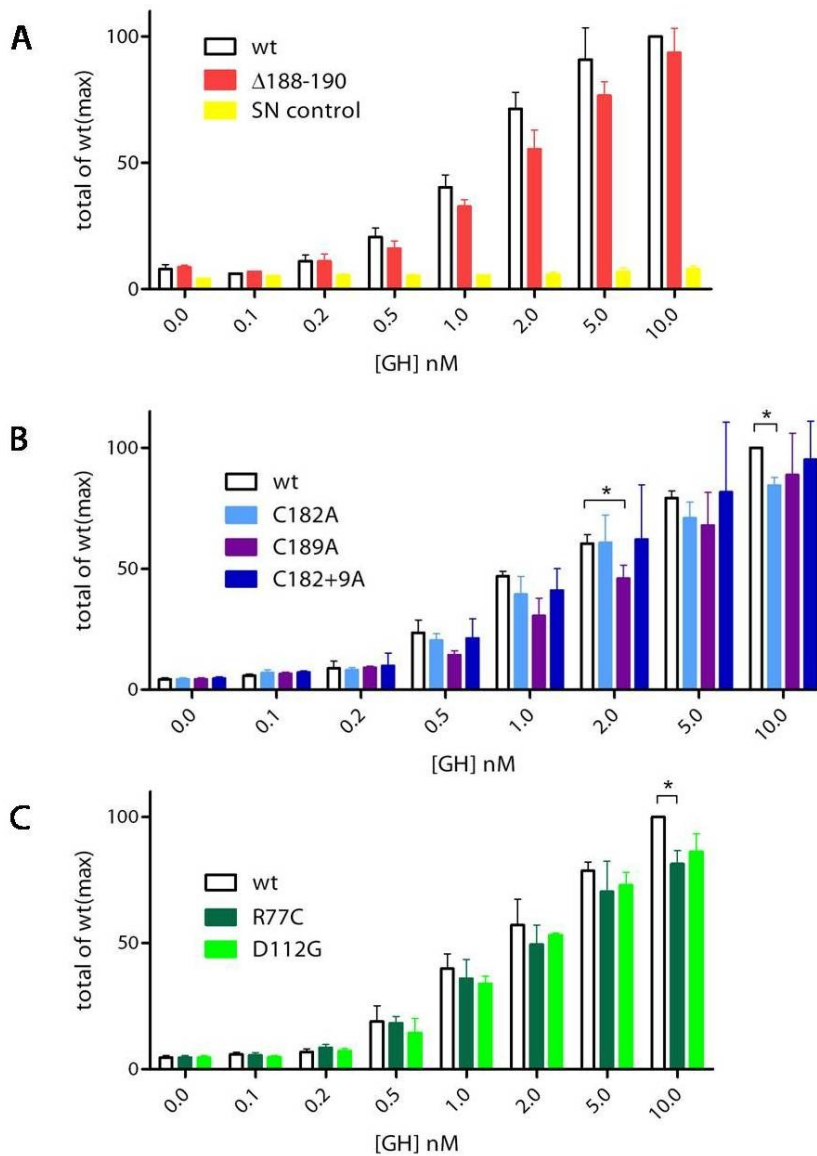 A
total of wt(max)
100
50
0
wt
Δ188-190
SN control
0.0 0.1 0.2 0.5 1.0 2.0 5.0 10.0
[GH] nM
B
total of wt(max)
100
50
0
wt
C182A
C189A
C182+9A
*
*
0.0 0.1 0.2 0.5 1.0 2.0 5.0 10.0
[GH] nM
C
total of wt(max)
100
50
0
wt
R77C
D112G
*
0.0 0.1 0.2 0.5 1.0 2.0 5.0 10.0
[GH] nM